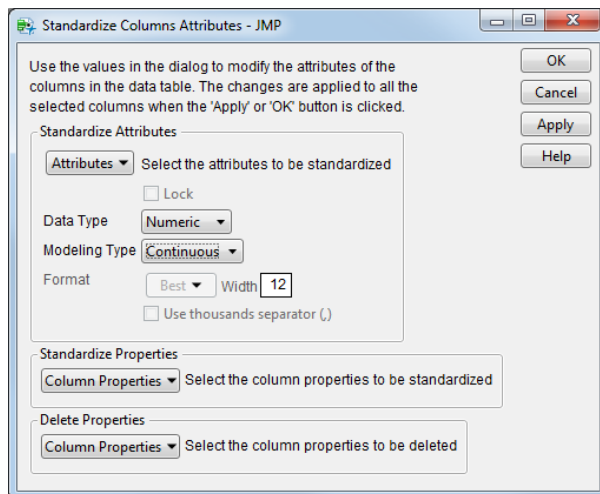 Standardize Columns Attributes - JMP
Use the values in the dialog to modify the attributes of the
columns in the data table. The changes are applied to all the
selected columns when the 'Apply' or 'OK' button is clicked.
OK
Cancel
Apply
Help
Standardize Attributes
Attributes Select the attributes to be standardized
Lock
Data Type Numeric
Modeling Type Continuous
Format Best Width 12
Use thousands separator (,)
Standardize Properties
Column Properties Select the column properties to be standardized
Delete Properties
Column Properties Select the column properties to be deleted